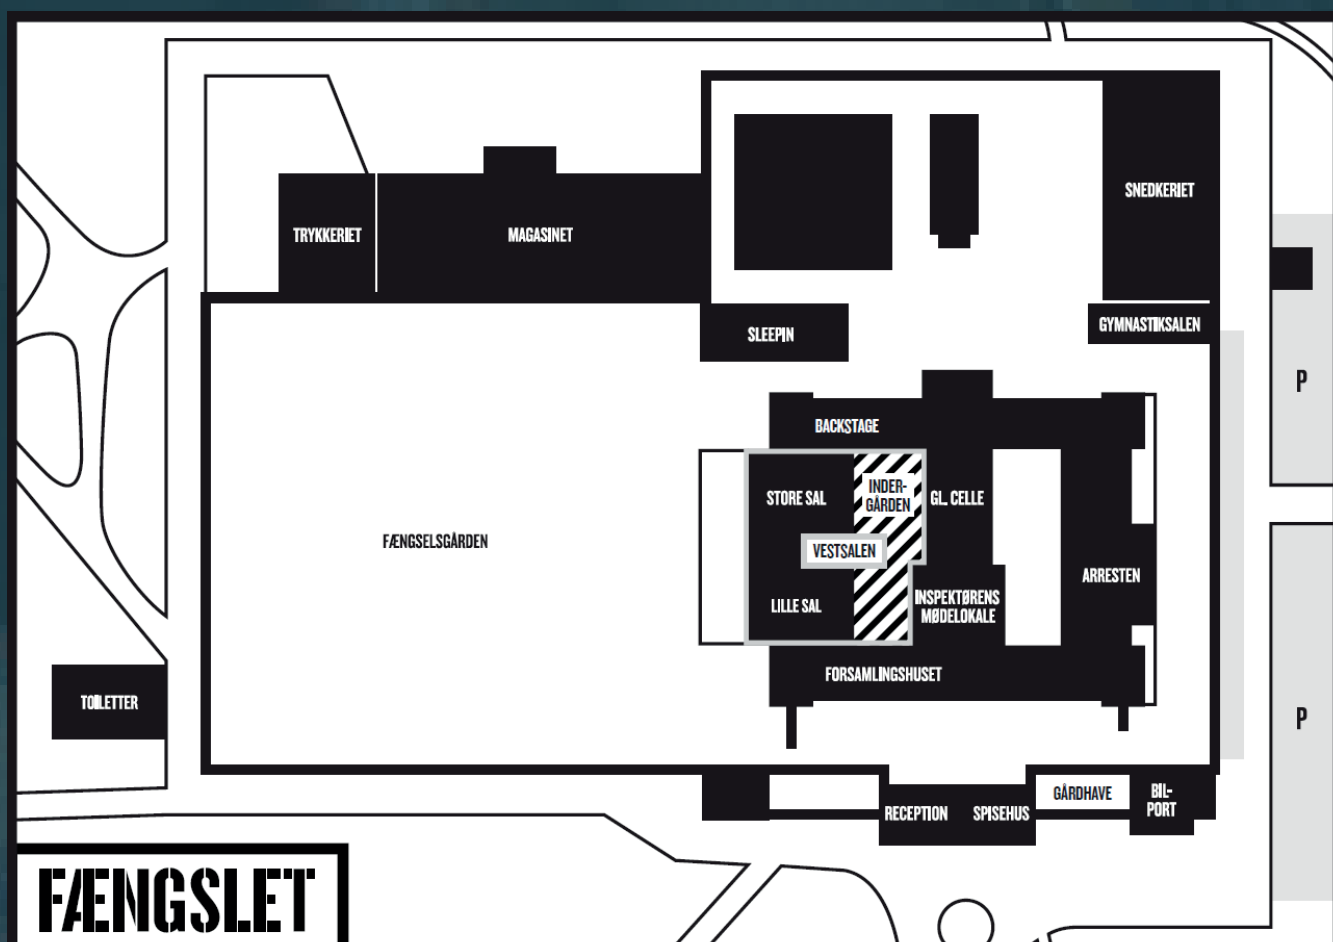 SNEDKERIET
TRYKKERIET
MAGASINET
GYMNASTIKSALEN
SLEEPIN
P
BACKSTAGE
INDER-
GÅRDEN
STORE SAL
GL. CELLE
FÆNGSELSGÅRDEN
VESTSALEN
ARRESTEN
LILLE SAL
INSPEKTØRENS
MØDELOKALE
FORSAMLINGSHUSET
TOILETTER
P
GÅRDHAVE
BIL-
PORT
RECEPTION
SPISEHUS
FÆNGSLET